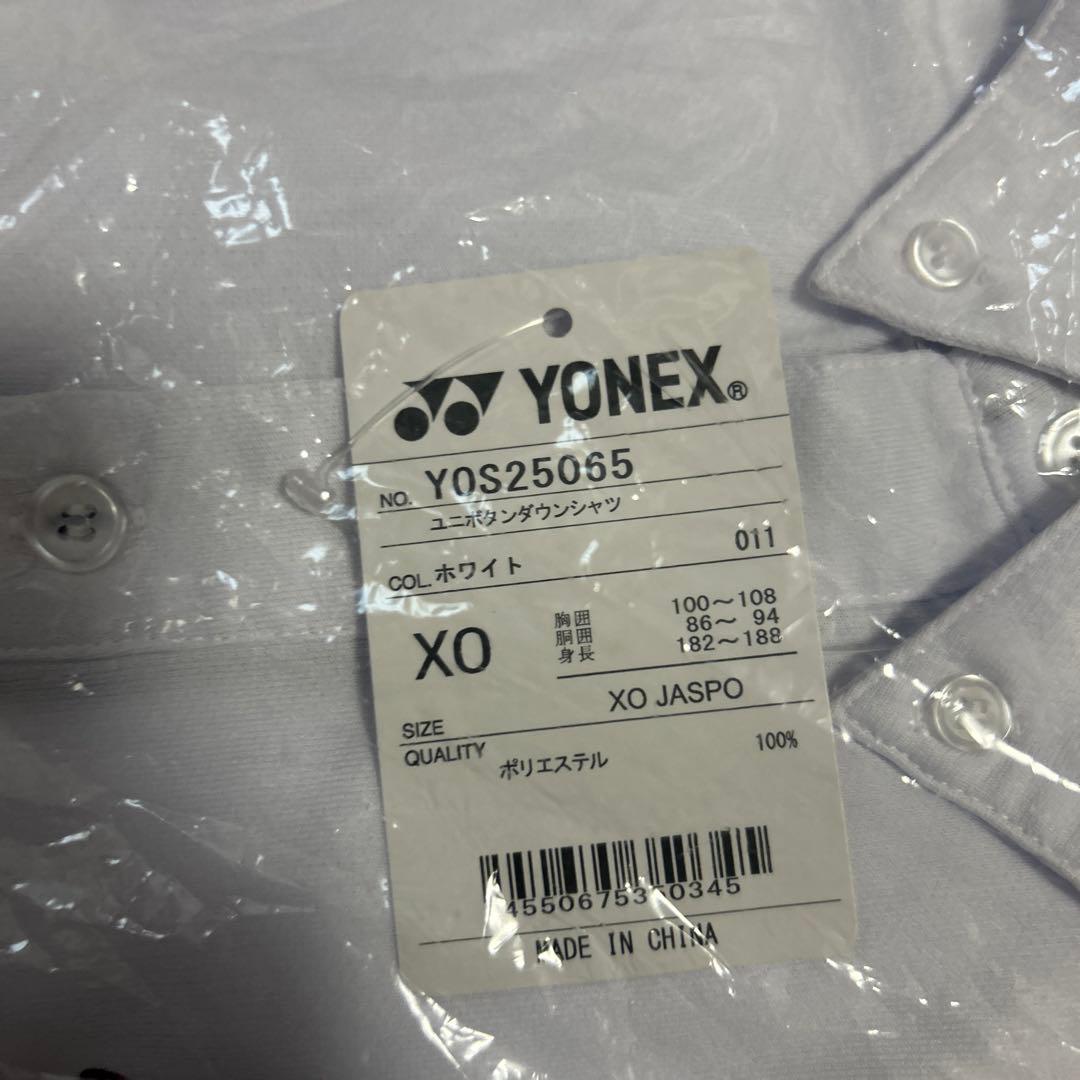 YONEX®
NO. YOS25065
ユニボタンダウンシャツ
COL. ホワイト 011
XO
胸囲 100～108
胴囲 86～ 94
身長 182～188
SIZE XO JASPO
QUALITY ポリエステル 100%
MADE IN CHINA